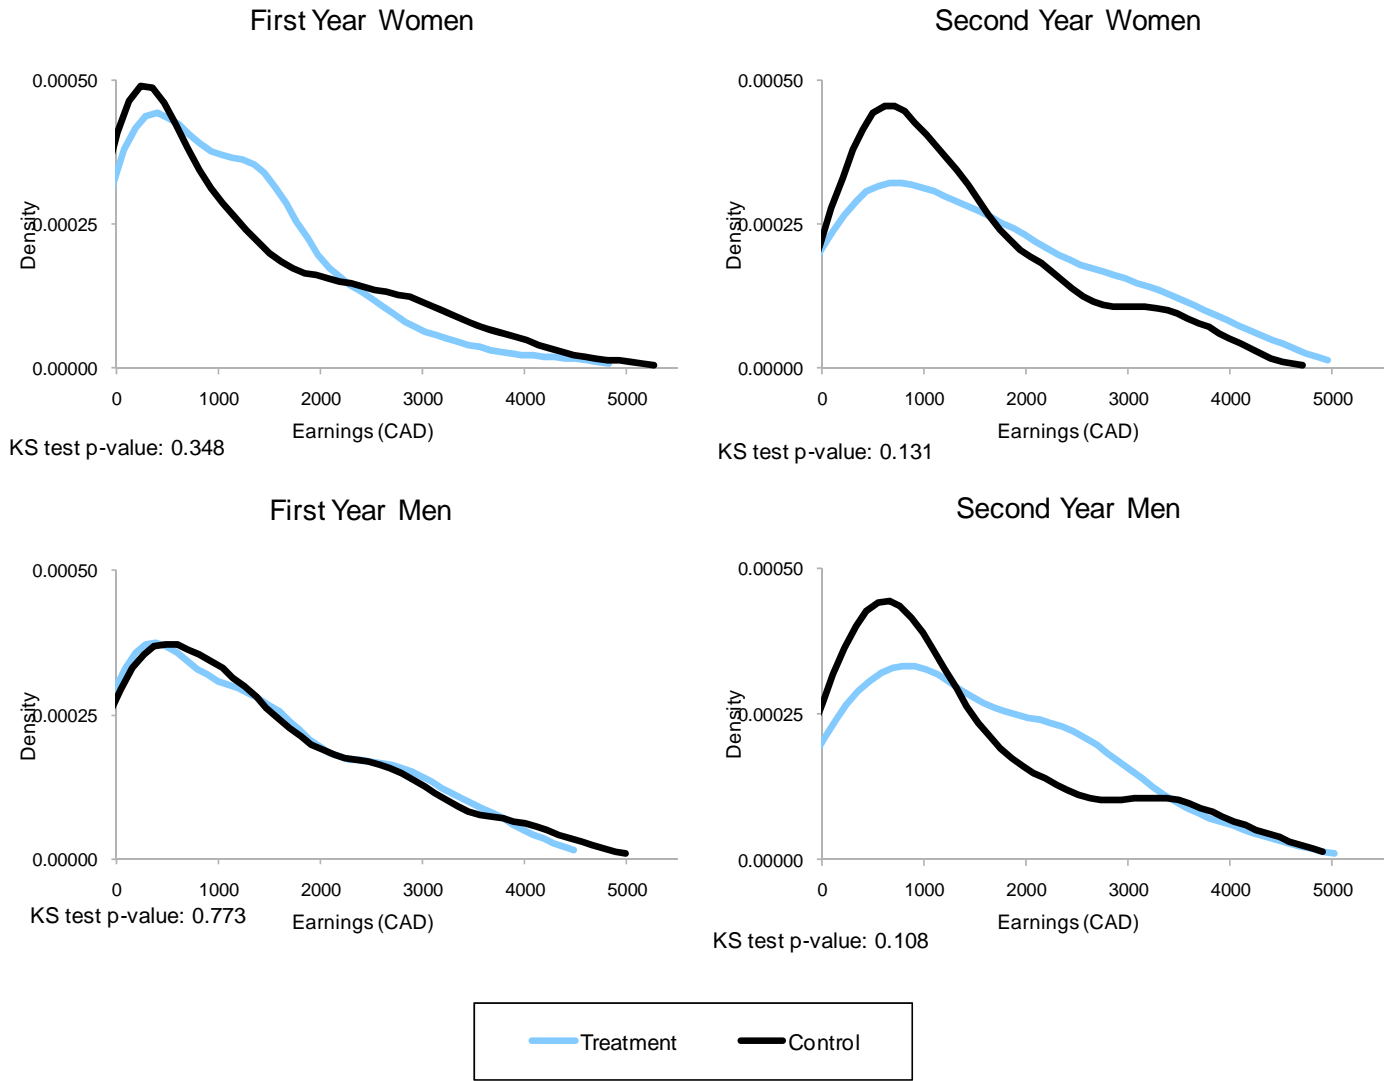 First Year Women
0.00050
0.00025
0.00000
Density
0 1000 2000 3000 4000 5000
Earnings (CAD)
KS test p-value: 0.348
Second Year Women
0.00050
0.00025
0.00000
Density
0 1000 2000 3000 4000 5000
Earnings (CAD)
KS test p-value: 0.131
First Year Men
0.00050
0.00025
0.00000
Density
0 1000 2000 3000 4000 5000
Earnings (CAD)
KS test p-value: 0.773
Second Year Men
0.00050
0.00025
0.00000
Density
0 1000 2000 3000 4000 5000
Earnings (CAD)
KS test p-value: 0.108
Treatment Control